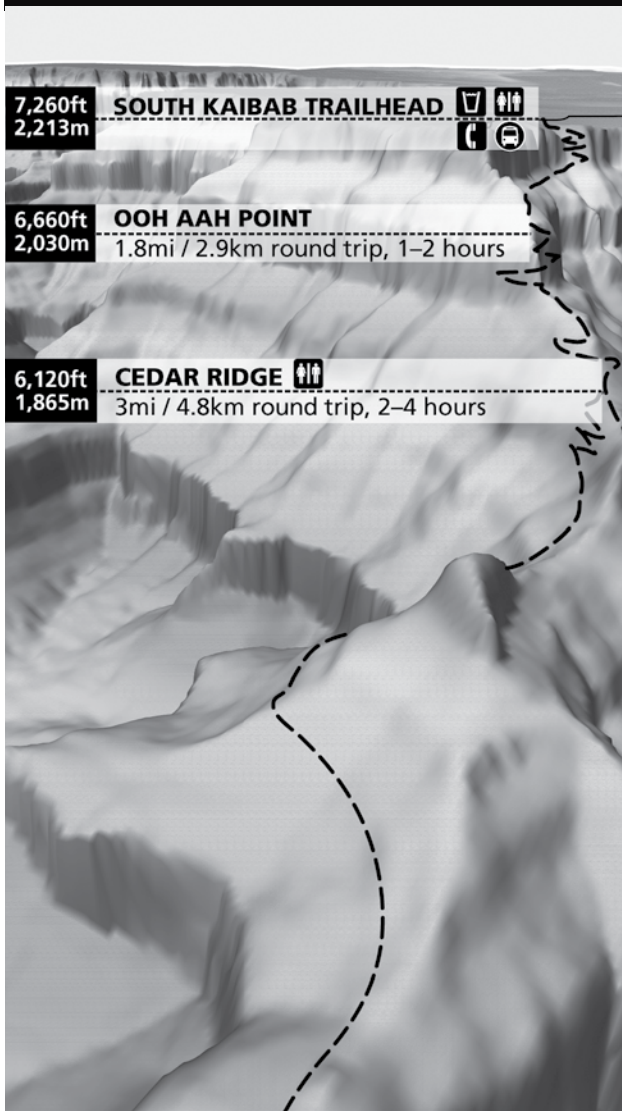 7,260ft
2,213m
SOUTH KAIBAB TRAILHEAD
6,660ft
2,030m
OOH AAH POINT
1.8mi / 2.9km round trip, 1–2 hours
6,120ft
1,865m
CEDAR RIDGE
3mi / 4.8km round trip, 2–4 hours